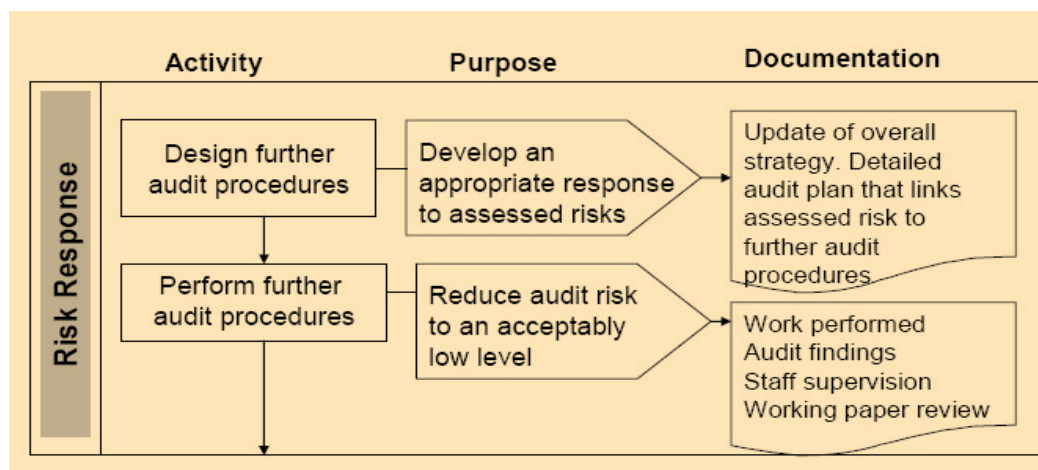 Activity
Purpose
Documentation
Risk Response
Design further
audit procedures
Develop an
appropriate response
to assessed risks
Update of overall
strategy. Detailed
audit plan that links
assessed risk to
further audit
procedures
Perform further
audit procedures
Reduce audit risk
to an acceptably
low level
Work performed
Audit findings
Staff supervision
Working paper review